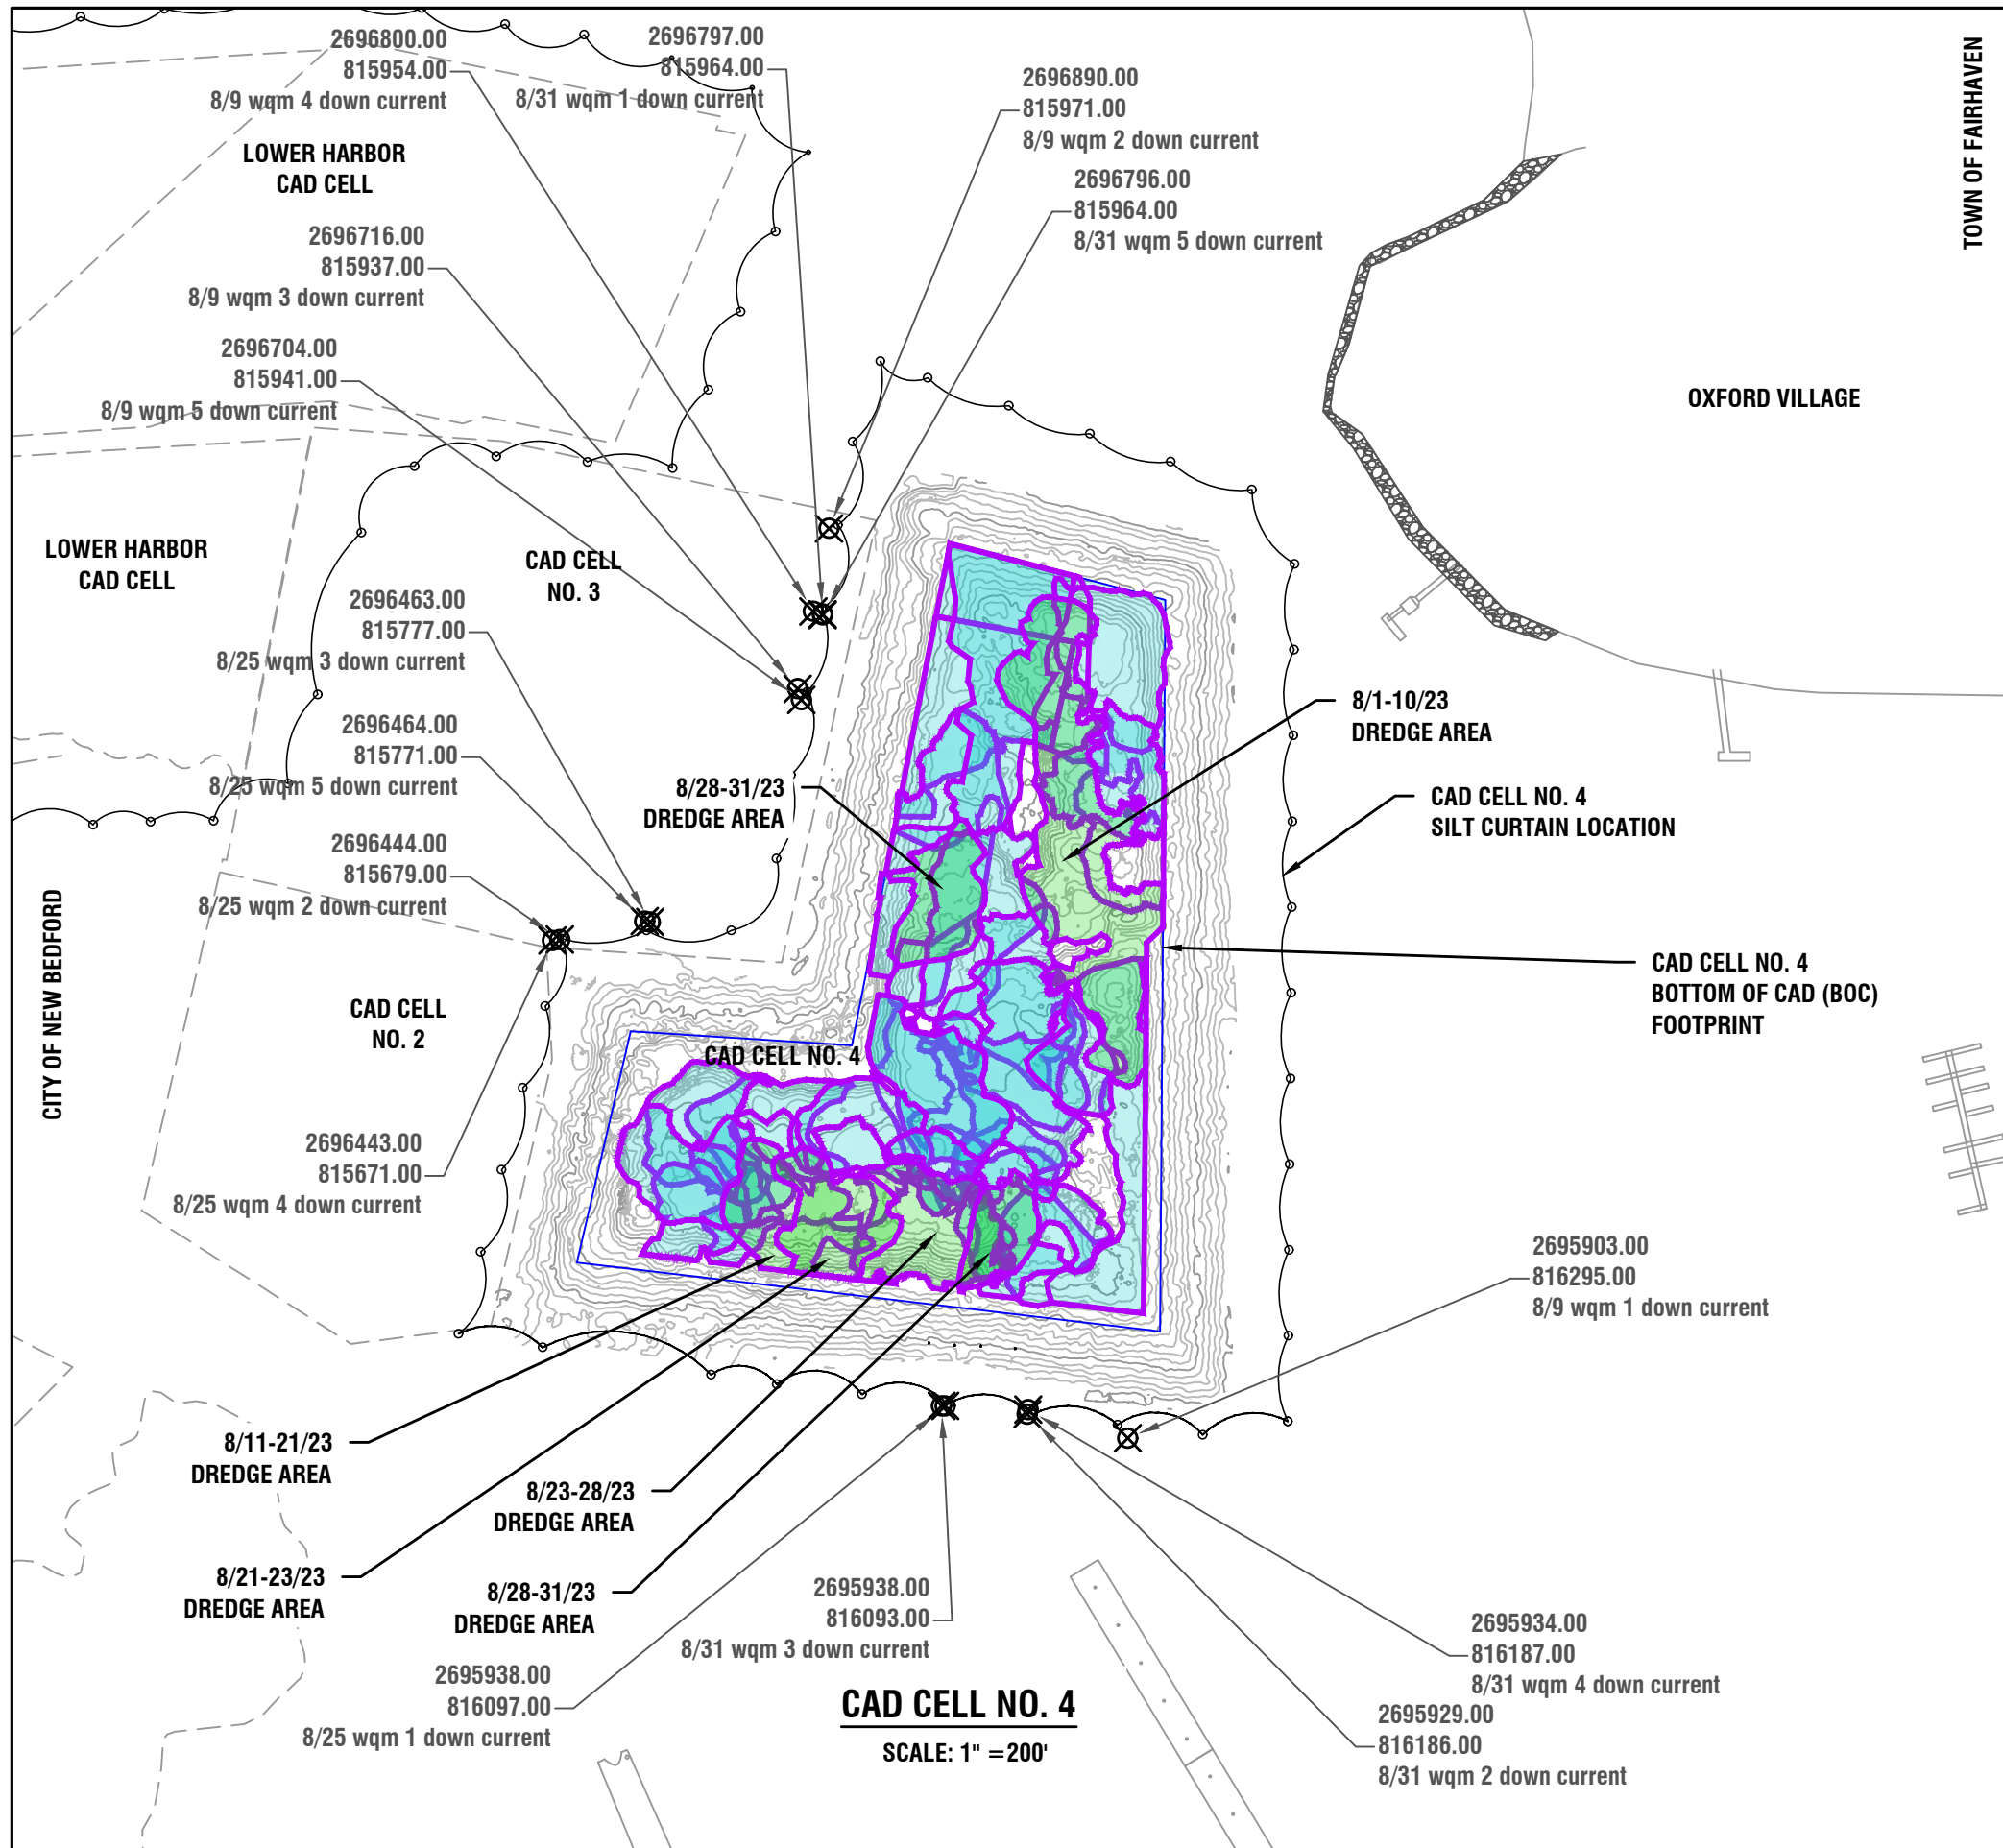 2696800.00
815954.00
8/9 wqm 4 down current
2696797.00
815964.00
8/31 wqm 1 down current
2696890.00
815971.00
8/9 wqm 2 down current
2696796.00
815964.00
8/31 wqm 5 down current
TOWN OF FAIRHAVEN
LOWER HARBOR
CAD CELL
2696716.00
815937.00
8/9 wqm 3 down current
2696704.00
815941.00
8/9 wqm 5 down current
OXFORD VILLAGE
LOWER HARBOR
CAD CELL
CAD CELL
NO. 3
2696463.00
815777.00
8/25 wqm 3 down current
2696464.00
815771.00
8/25 wqm 5 down current
8/1-10/23
DREDGE AREA
8/28-31/23
DREDGE AREA
CAD CELL NO. 4
SILT CURTAIN LOCATION
2696444.00
815679.00
8/25 wqm 2 down current
CITY OF NEW BEDFORD
CAD CELL NO. 4
BOTTOM OF CAD (BOC)
FOOTPRINT
CAD CELL
NO. 2
CAD CELL NO. 4
2696443.00
815671.00
8/25 wqm 4 down current
2695903.00
816295.00
8/9 wqm 1 down current
8/11-21/23
DREDGE AREA
8/23-28/23
DREDGE AREA
8/21-23/23
DREDGE AREA
8/28-31/23
DREDGE AREA
2695938.00
816093.00
8/31 wqm 3 down current
2695934.00
816187.00
8/31 wqm 4 down current
2695938.00
816097.00
8/25 wqm 1 down current
2695929.00
816186.00
8/31 wqm 2 down current
CAD CELL NO. 4
SCALE: 1" =200'